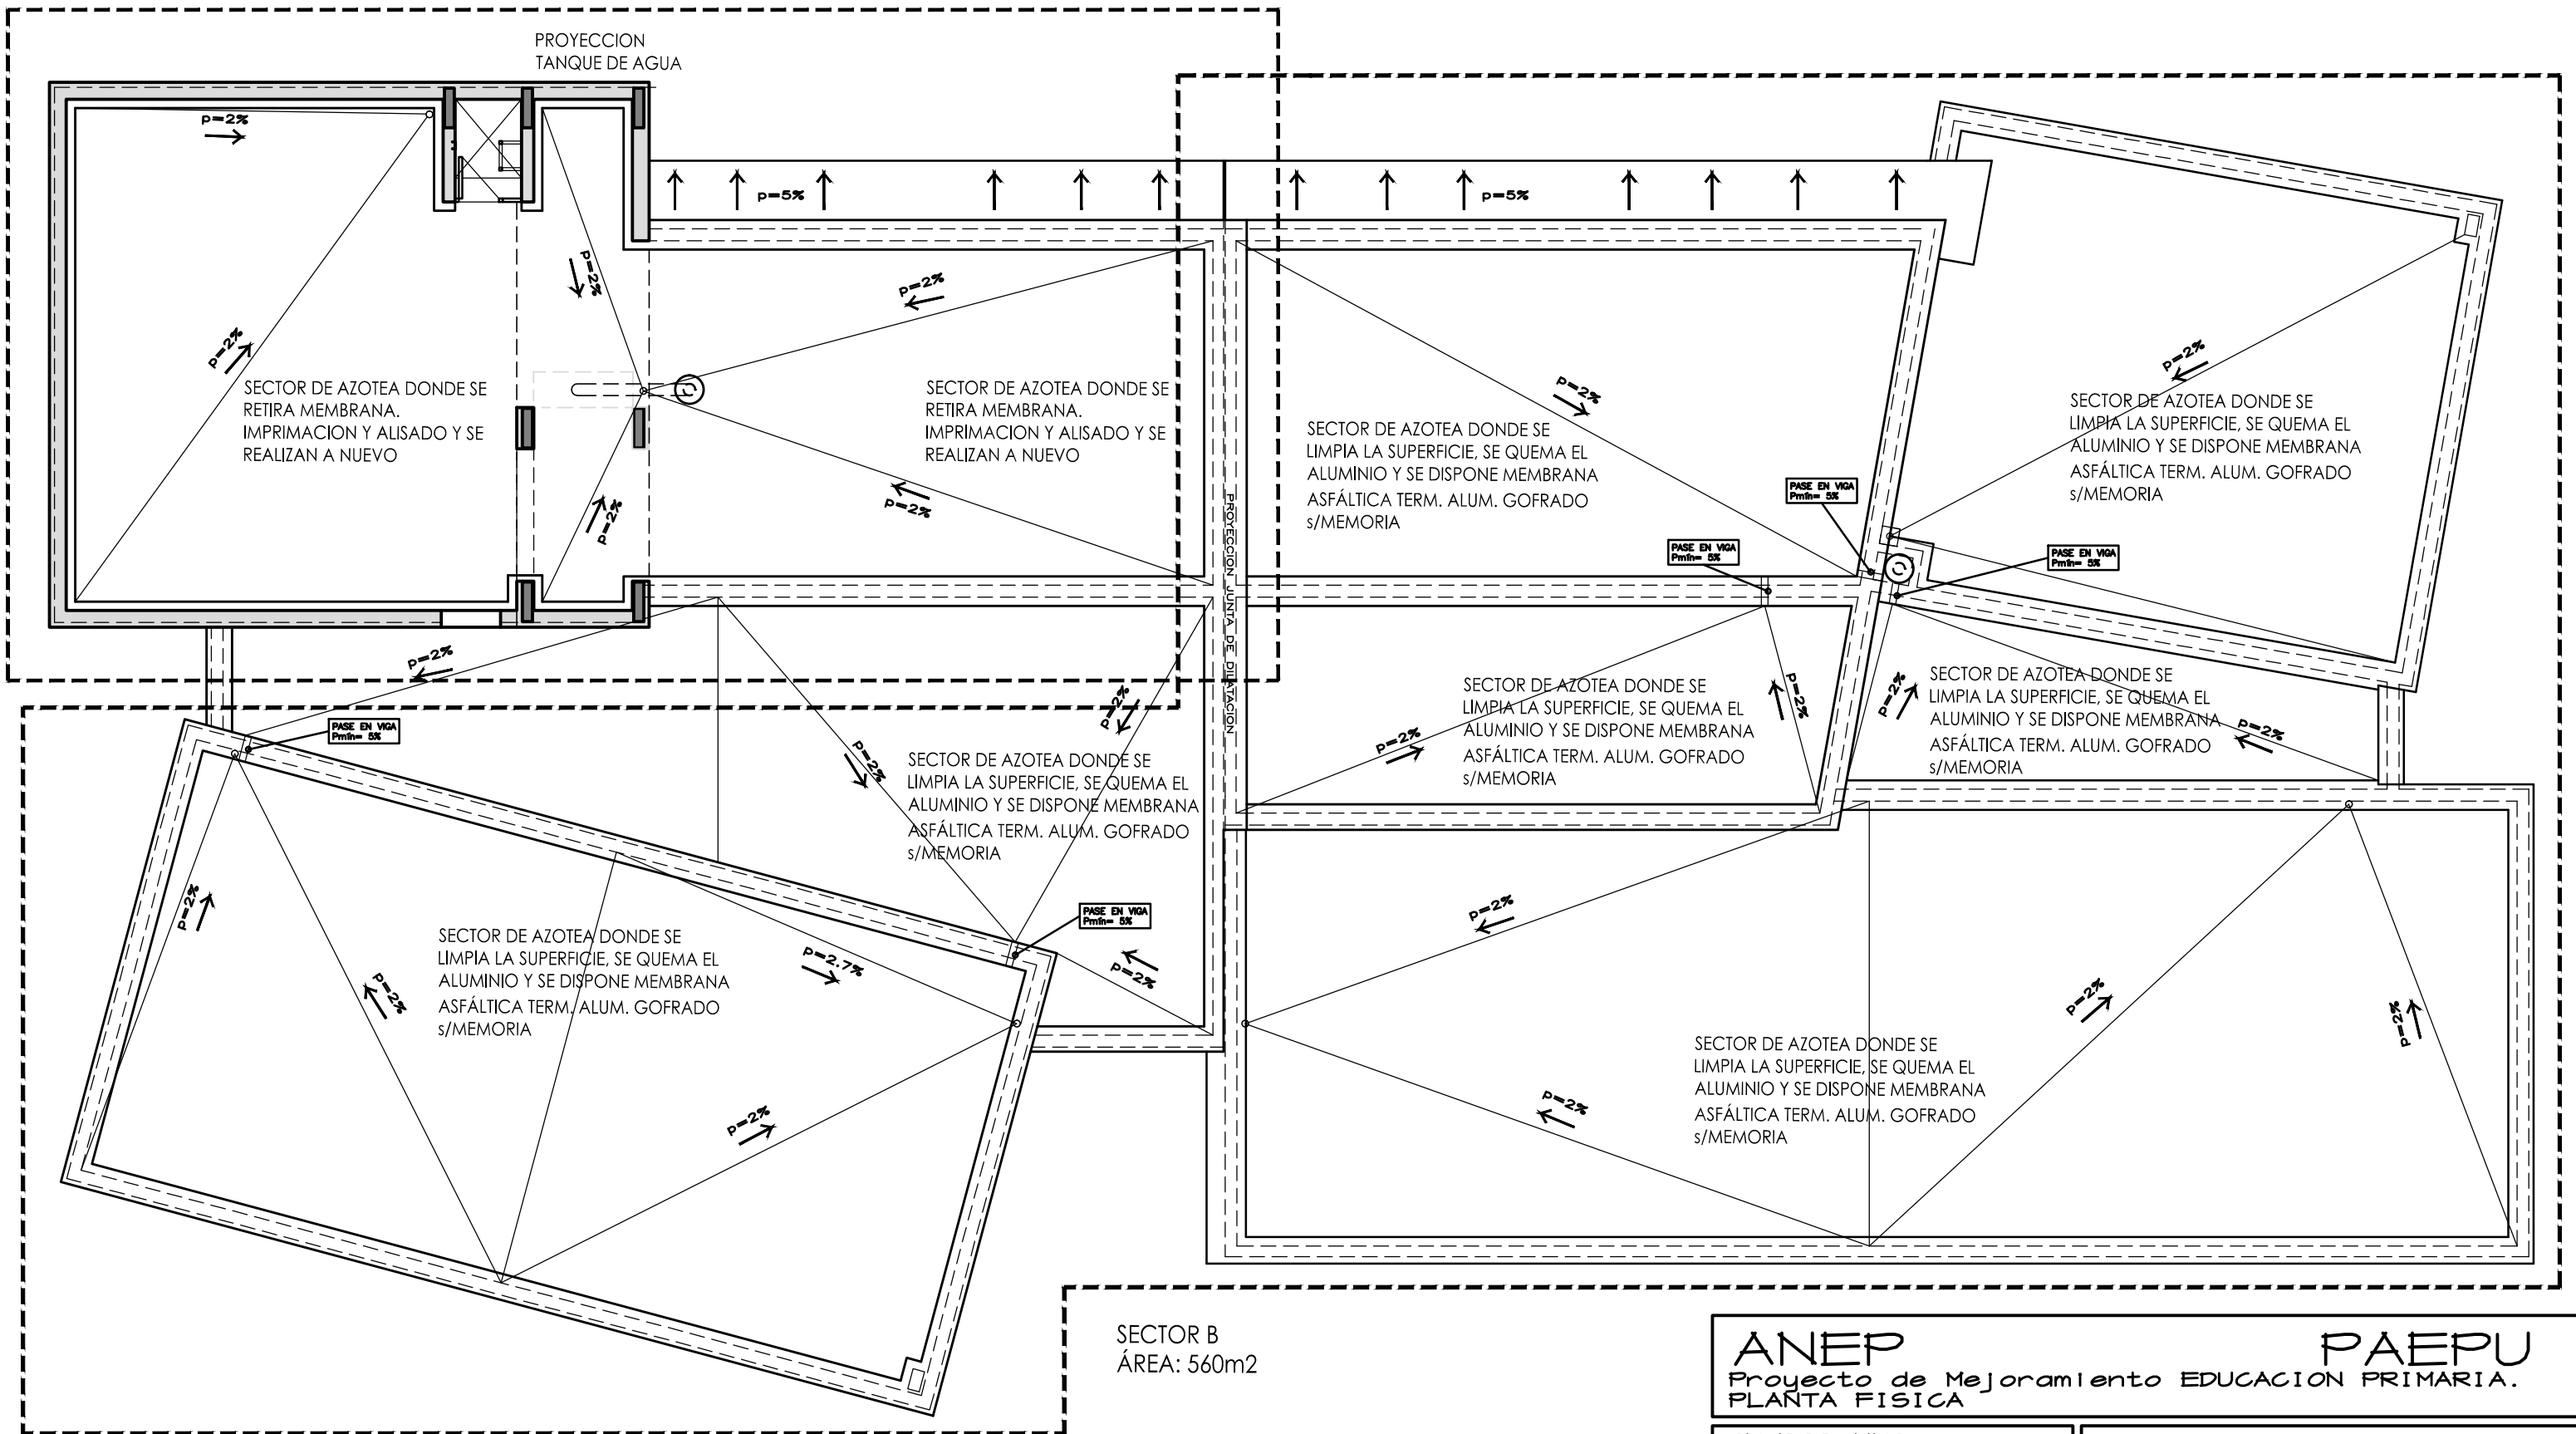 PROYECCION
TANQUE DE AGUA
p=2%
p=5%
p=5%
p=2%
p=2%
p=2%
p=2%
p=2%
p=2%
SECTOR DE AZOTEA DONDE SE
RETIRA MEMBRANA.
IMPRIMACION Y ALISADO Y SE
REALIZAN A NUEVO
SECTOR DE AZOTEA DONDE SE
RETIRA MEMBRANA.
IMPRIMACION Y ALISADO Y SE
REALIZAN A NUEVO
SECTOR DE AZOTEA DONDE SE
LIMPIA LA SUPERFICIE, SE QUEMA EL
ALUMINIO Y SE DISPONE MEMBRANA
ASFÁLTICA TERM. ALUM. GOFRADO
s/MEMORIA
SECTOR DE AZOTEA DONDE SE
LIMPIA LA SUPERFICIE, SE QUEMA EL
ALUMINIO Y SE DISPONE MEMBRANA
ASFÁLTICA TERM. ALUM. GOFRADO
s/MEMORIA
p=2%
p=2%
PASE EN VIGA
Pmín= 5%
PASE EN VIGA
Pmín= 5%
PASE EN VIGA
Pmín= 5%
PROYECCION JUNTA DE DILATACION
p=2%
p=2%
p=2%
PASE EN VIGA
Pmín= 5%
SECTOR DE AZOTEA DONDE SE
LIMPIA LA SUPERFICIE, SE QUEMA EL
ALUMINIO Y SE DISPONE MEMBRANA
ASFÁLTICA TERM. ALUM. GOFRADO
s/MEMORIA
SECTOR DE AZOTEA DONDE SE
LIMPIA LA SUPERFICIE, SE QUEMA EL
ALUMINIO Y SE DISPONE MEMBRANA
ASFÁLTICA TERM. ALUM. GOFRADO
s/MEMORIA
p=2%
p=2%
p=2%
SECTOR DE AZOTEA DONDE SE
LIMPIA LA SUPERFICIE, SE QUEMA EL
ALUMINIO Y SE DISPONE MEMBRANA
ASFÁLTICA TERM. ALUM. GOFRADO
s/MEMORIA
p=2%
p=2%
PASE EN VIGA
Pmín= 5%
p=2%
SECTOR DE AZOTEA DONDE SE
LIMPIA LA SUPERFICIE, SE QUEMA EL
ALUMINIO Y SE DISPONE MEMBRANA
ASFÁLTICA TERM. ALUM. GOFRADO
s/MEMORIA
p=2.7%
p=2%
p=2%
p=2%
p=2%
p=2%
SECTOR DE AZOTEA DONDE SE
LIMPIA LA SUPERFICIE, SE QUEMA EL
ALUMINIO Y SE DISPONE MEMBRANA
ASFÁLTICA TERM. ALUM. GOFRADO
s/MEMORIA
p=2%
p=2%
SECTOR B
ÁREA: 560m2
ANEP PAEPU
Proyecto de Mejoramiento EDUCACION PRIMARIA.
PLANTA FISICA